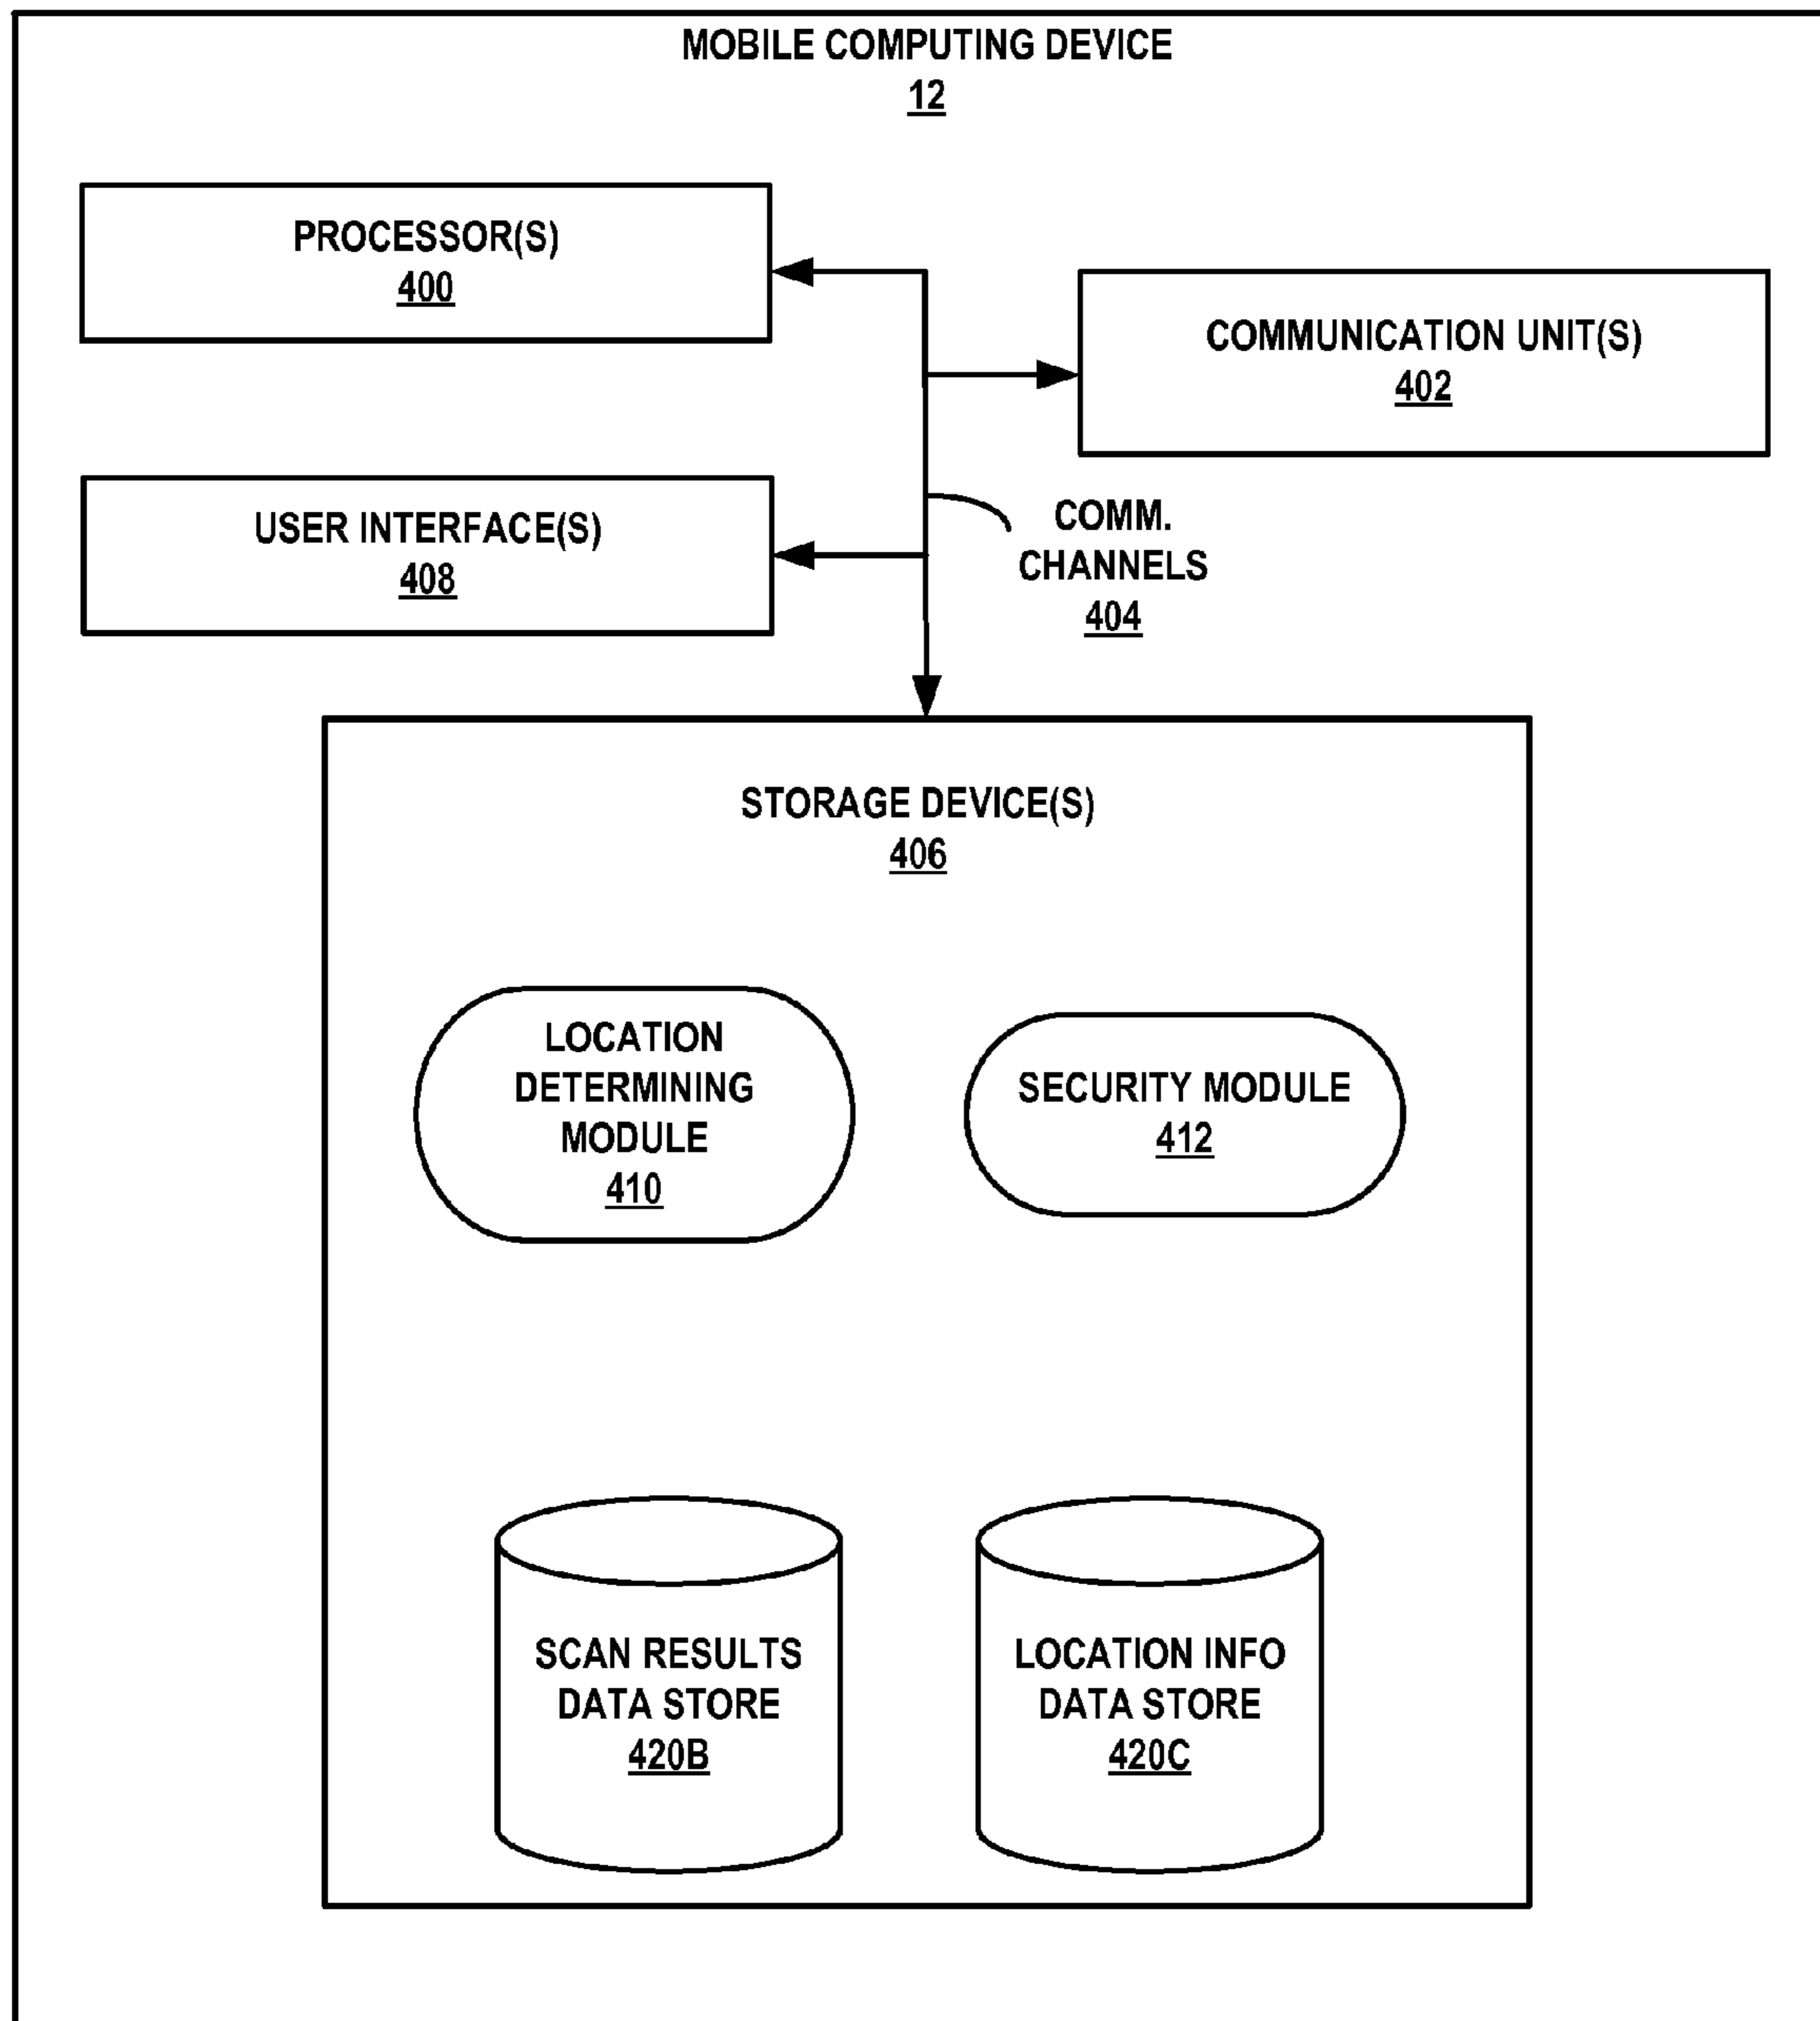 MOBILE COMPUTING DEVICE
12
PROCESSOR(S)
400
COMMUNICATION UNIT(S)
402
USER INTERFACE(S)
408
COMM.
CHANNELS
404
STORAGE DEVICE(S)
406
LOCATION
DETERMINING
MODULE
410
SECURITY MODULE
412
SCAN RESULTS
DATA STORE
420B
LOCATION INFO
DATA STORE
420C